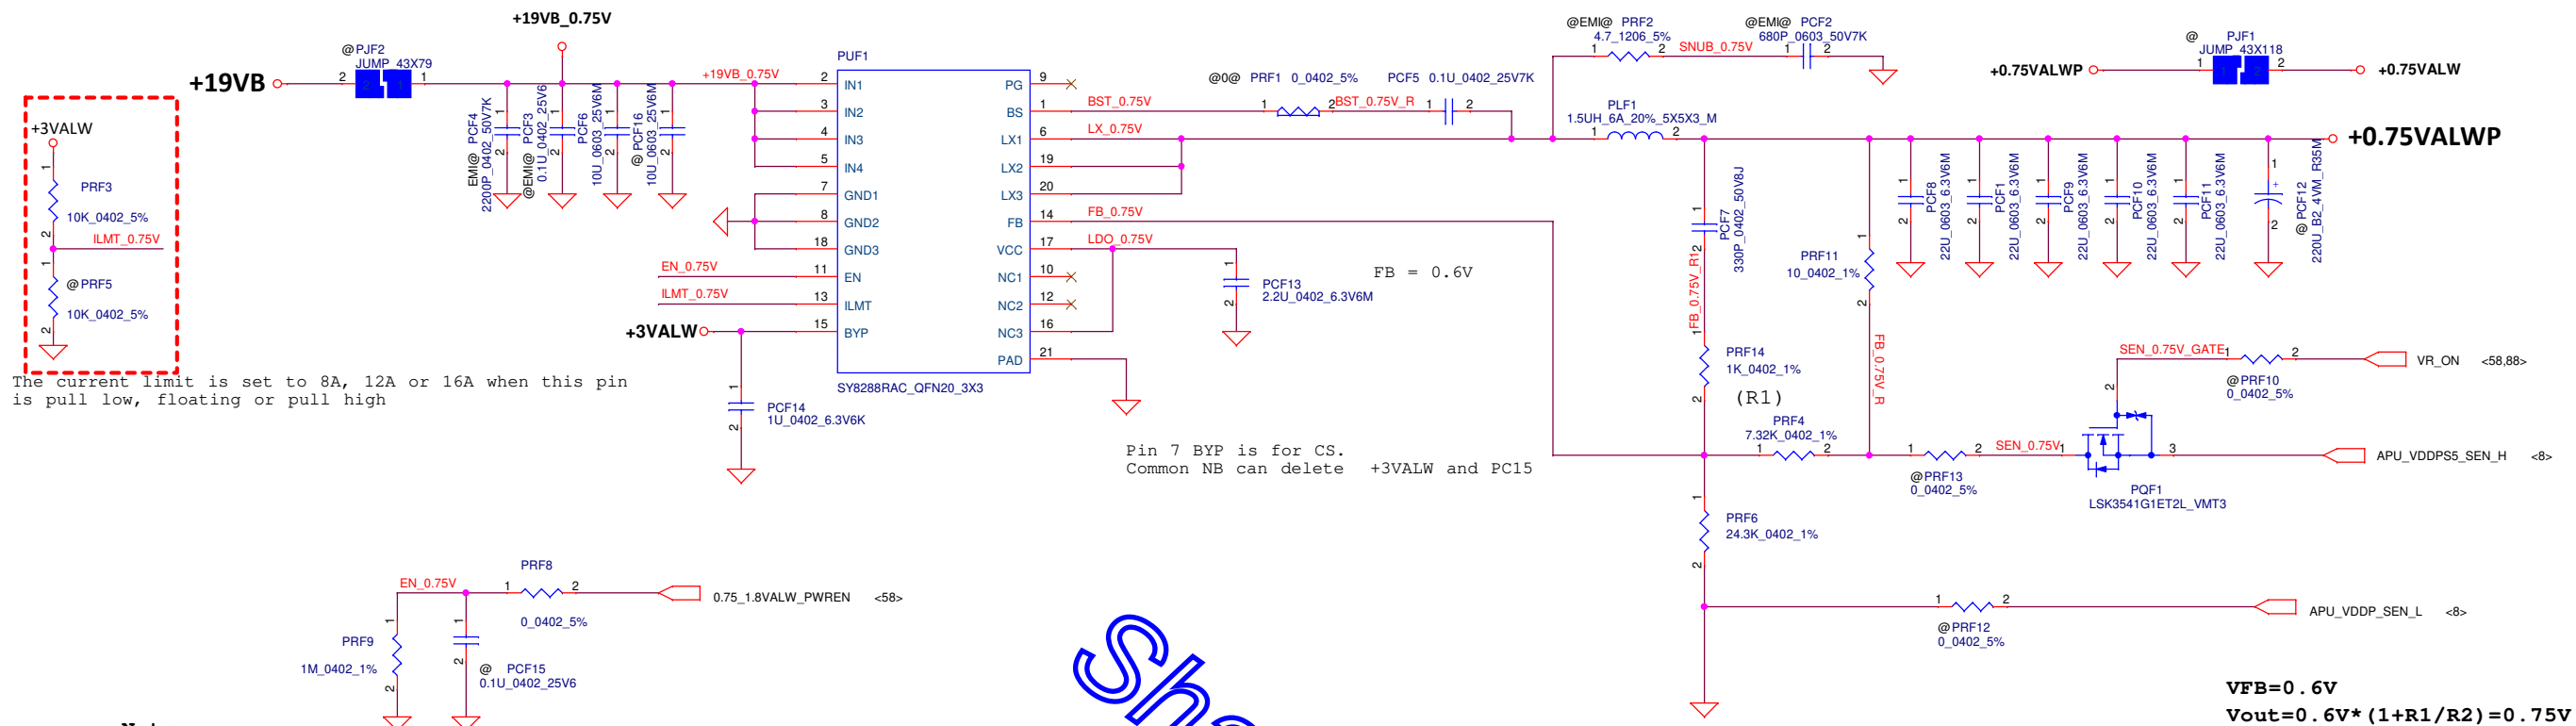 +19VB_0.75V
+19VB
@ PJF2
JUMP_43X79
2 2 1 1
+19VB_0.75V
EMI@ PCF4
2200P_0402_50V7K
@EMI@ PCF3
0.1U_0402_25V6
PCF6
10U_0603_25V6M
@ PCF16
10U_0603_25V6M
+3VALW
PRF3
10K_0402_5%
ILMT_0.75V
@ PRF5
10K_0402_5%
The current limit is set to 8A, 12A or 16A when this pin
is pull low, floating or pull high
PUF1
2 IN1
3 IN2
4 IN3
5 IN4
7 GND1
8 GND2
18 GND3
EN_0.75V 11 EN
ILMT_0.75V 13 ILMT
+3VALW 15 BYP
PG 9
BS 1 BST_0.75V
LX1 6 LX_0.75V
LX2 19
LX3 20
FB 14 FB_0.75V
VCC 17 LDO_0.75V
NC1 10
NC2 12
NC3 16
PAD 21
SY8288RAC_QFN20_3X3
PCF14
1U_0402_6.3V6K
@0@ PRF1 0_0402_5%
BST_0.75V_R
PCF5 0.1U_0402_25V7K
@EMI@ PRF2
4.7_1206_5%
SNUB_0.75V
@EMI@ PCF2
680P_0603_50V7K
PLF1
1.5UH_6A_20%_5X5X3_M
@ PJF1
JUMP_43X118
+0.75VALWP 1 1 2 2 +0.75VALW
+0.75VALWP
PCF13
2.2U_0402_6.3V6M
FB = 0.6V
PCF7
330P_0402_50V8J
FB_0.75V_R1
PRF14
1K_0402_1%
PRF11
10_0402_1%
FB_0.75V_R
PCF8
22U_0603_6.3V6M
PCF1
22U_0603_6.3V6M
PCF9
22U_0603_6.3V6M
PCF10
22U_0603_6.3V6M
PCF11
22U_0603_6.3V6M
@ PCF12
220U_B2_4VM_R35M
(R1)
PRF4
7.32K_0402_1%
@ PRF13
0_0402_5%
SEN_0.75V
SEN_0.75V_GATE
@ PRF10
0_0402_5%
VR_ON <58,88>
APU_VDDPS5_SEN_H <8>
PQF1
LSK3541G1ET2L_VMT3
Pin 7 BYP is for CS.
Common NB can delete +3VALW and PC15
PRF6
24.3K_0402_1%
@ PRF12
0_0402_5%
APU_VDDP_SEN_L <8>
EN_0.75V
PRF8
0_0402_5%
0.75_1.8VALW_PWREN <58>
PRF9
1M_0402_1%
@ PCF15
0.1U_0402_25V6
VFB=0.6V
Vout=0.6V*(1+R1/R2)=0.75V